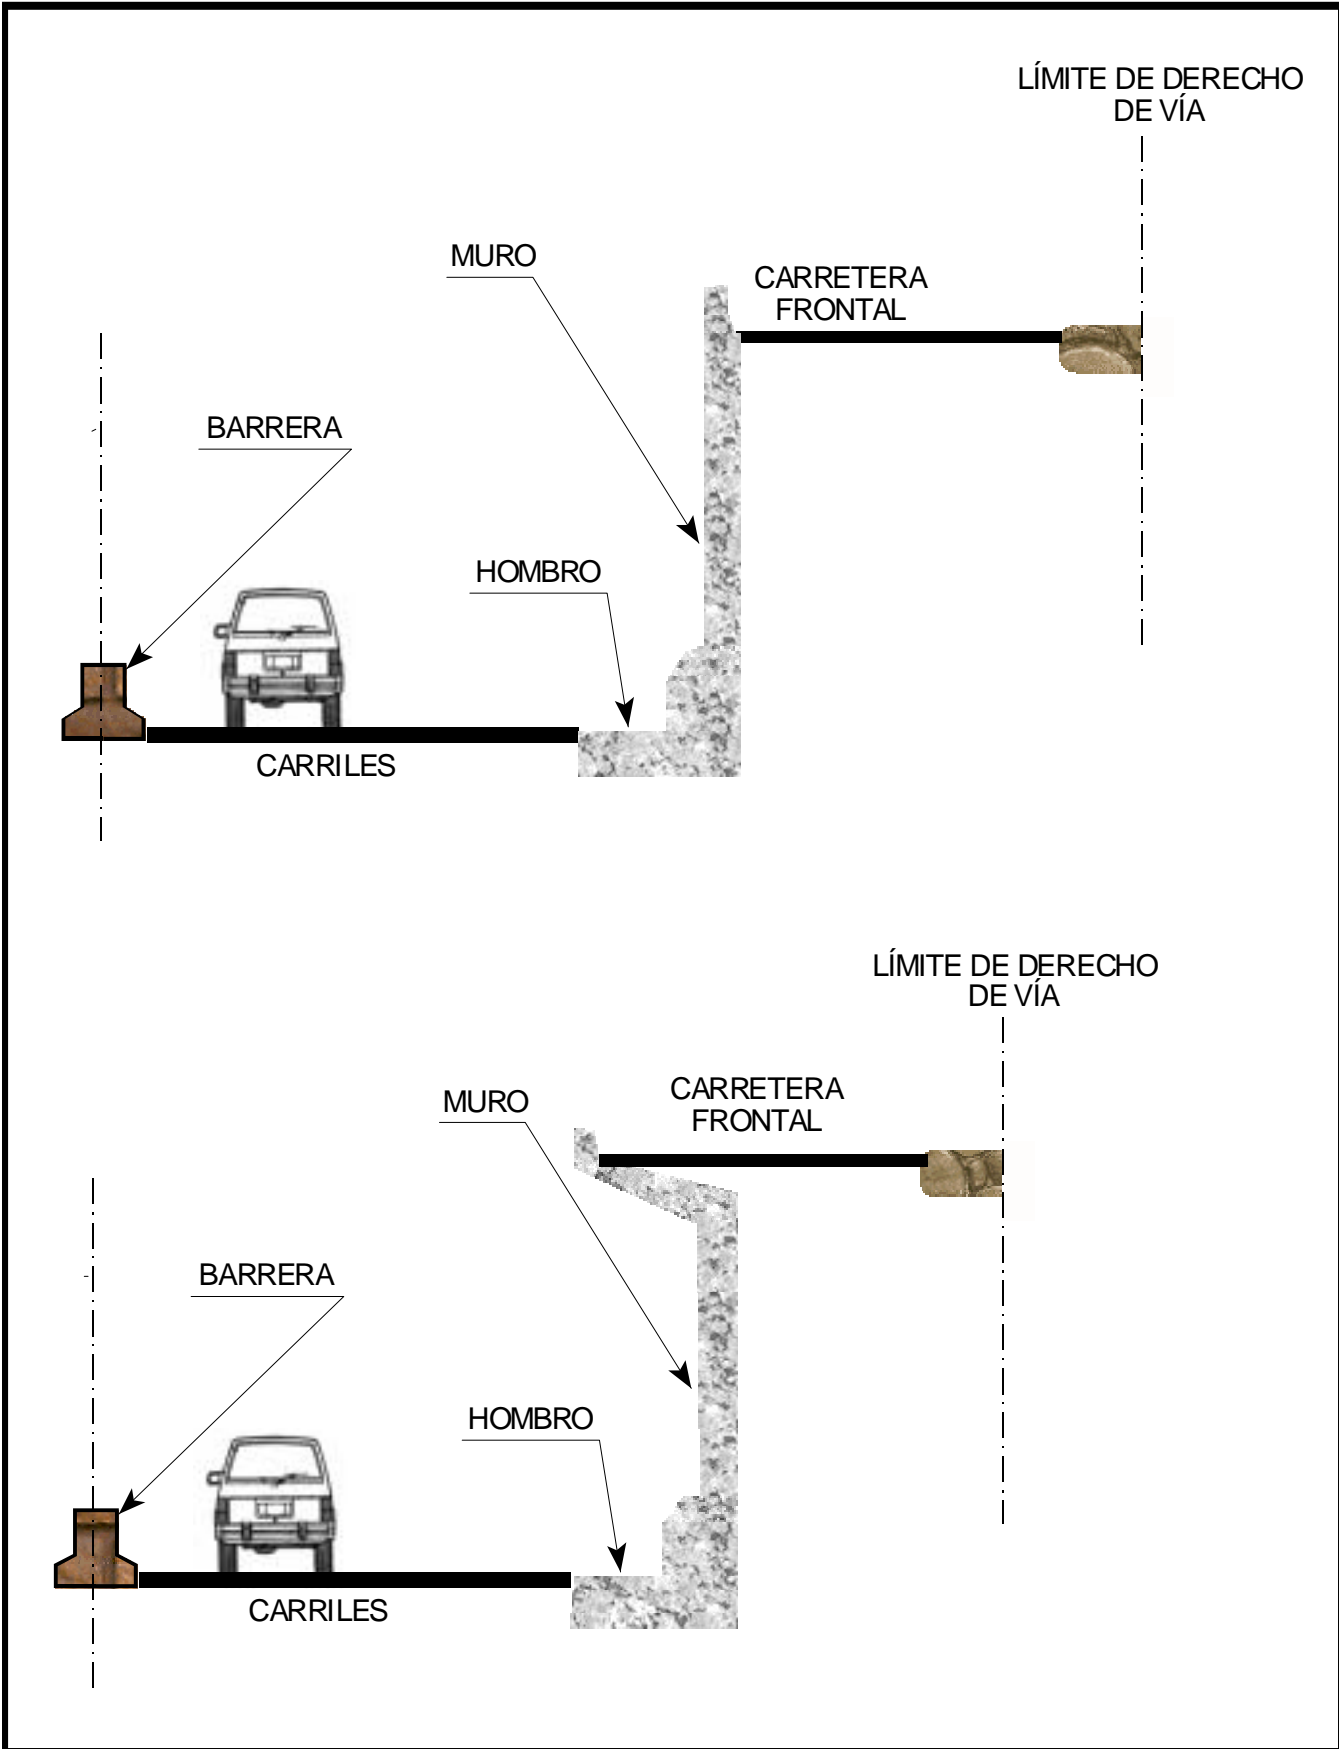 LÍMITE DE DERECHO
DE VÍA
MURO
CARRETERA
FRONTAL
BARRERA
HOMBRO
CARRILES
LÍMITE DE DERECHO
DE VÍA
CARRETERA
FRONTAL
MURO
BARRERA
HOMBRO
CARRILES